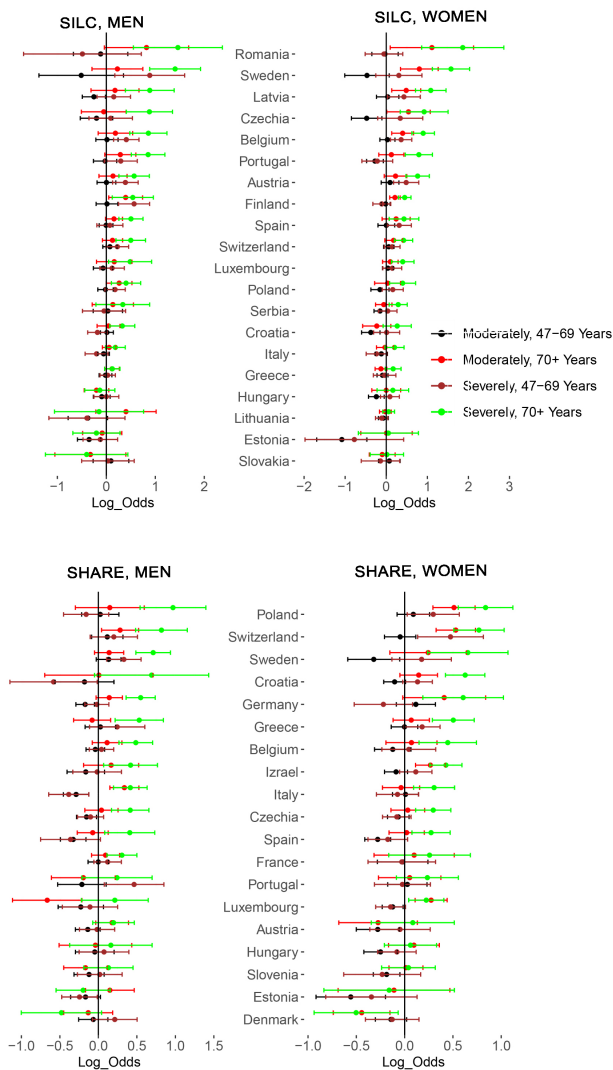 SILC, MEN SILC, WOMEN
Romania
Sweden
Latvia
Czechia
Belgium
Portugal
Austria
Finland
Spain
Switzerland
Luxembourg
Poland
Serbia
Croatia
Italy
Greece
Hungary
Lithuania
Estonia
Slovakia
Moderately, 47−69 Years
Moderately, 70+ Years
Severely, 47−69 Years
Severely, 70+ Years
−1 0 1 2 −2 −1 0 1 2 3
Log_Odds Log_Odds
SHARE, MEN SHARE, WOMEN
Poland
Switzerland
Sweden
Croatia
Germany
Greece
Belgium
Izrael
Italy
Czechia
Spain
France
Portugal
Luxembourg
Austria
Hungary
Slovenia
Estonia
Denmark
−1.0 −0.5 0.0 0.5 1.0 1.5 −1.0 −0.5 0.0 0.5 1.0
Log_Odds Log_Odds